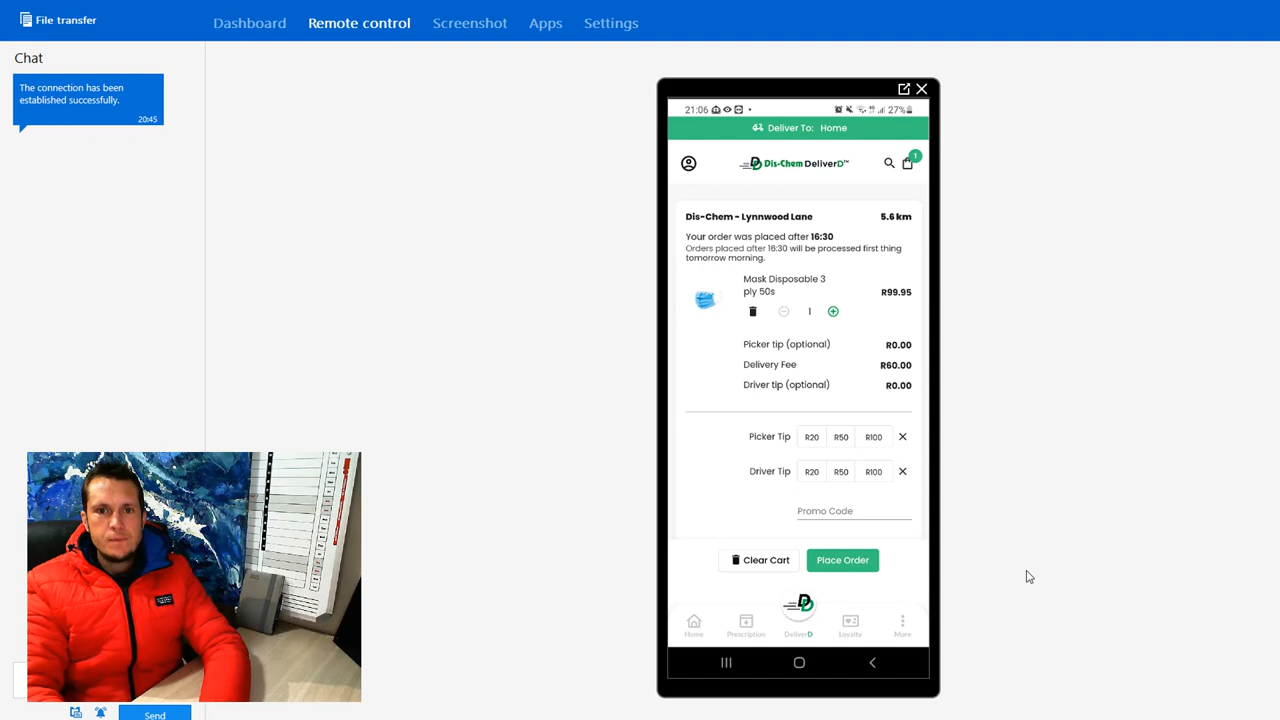 File transfer
Dashboard
Remote control
Screenshot
Apps
Settings
Chat
The connection has been
established successfully.
20:45
21:06
27%
Deliver To: Home
Dis-Chem DeliverD™
1
Dis-Chem - Lynnwood Lane
5.6 km
Your order was placed after 16:30
Orders placed after 16:30 will be processed first thing
tomorrow morning.
Mask Disposable 3
ply 50s
R99.95
1
Picker tip (optional)
R0.00
Delivery Fee
R60.00
Driver tip (optional)
R0.00
Picker Tip
R20
R50
R100
Driver Tip
R20
R50
R100
Promo Code
Clear Cart
Place Order
Home
Prescription
DeliverD
Loyalty
More
Send